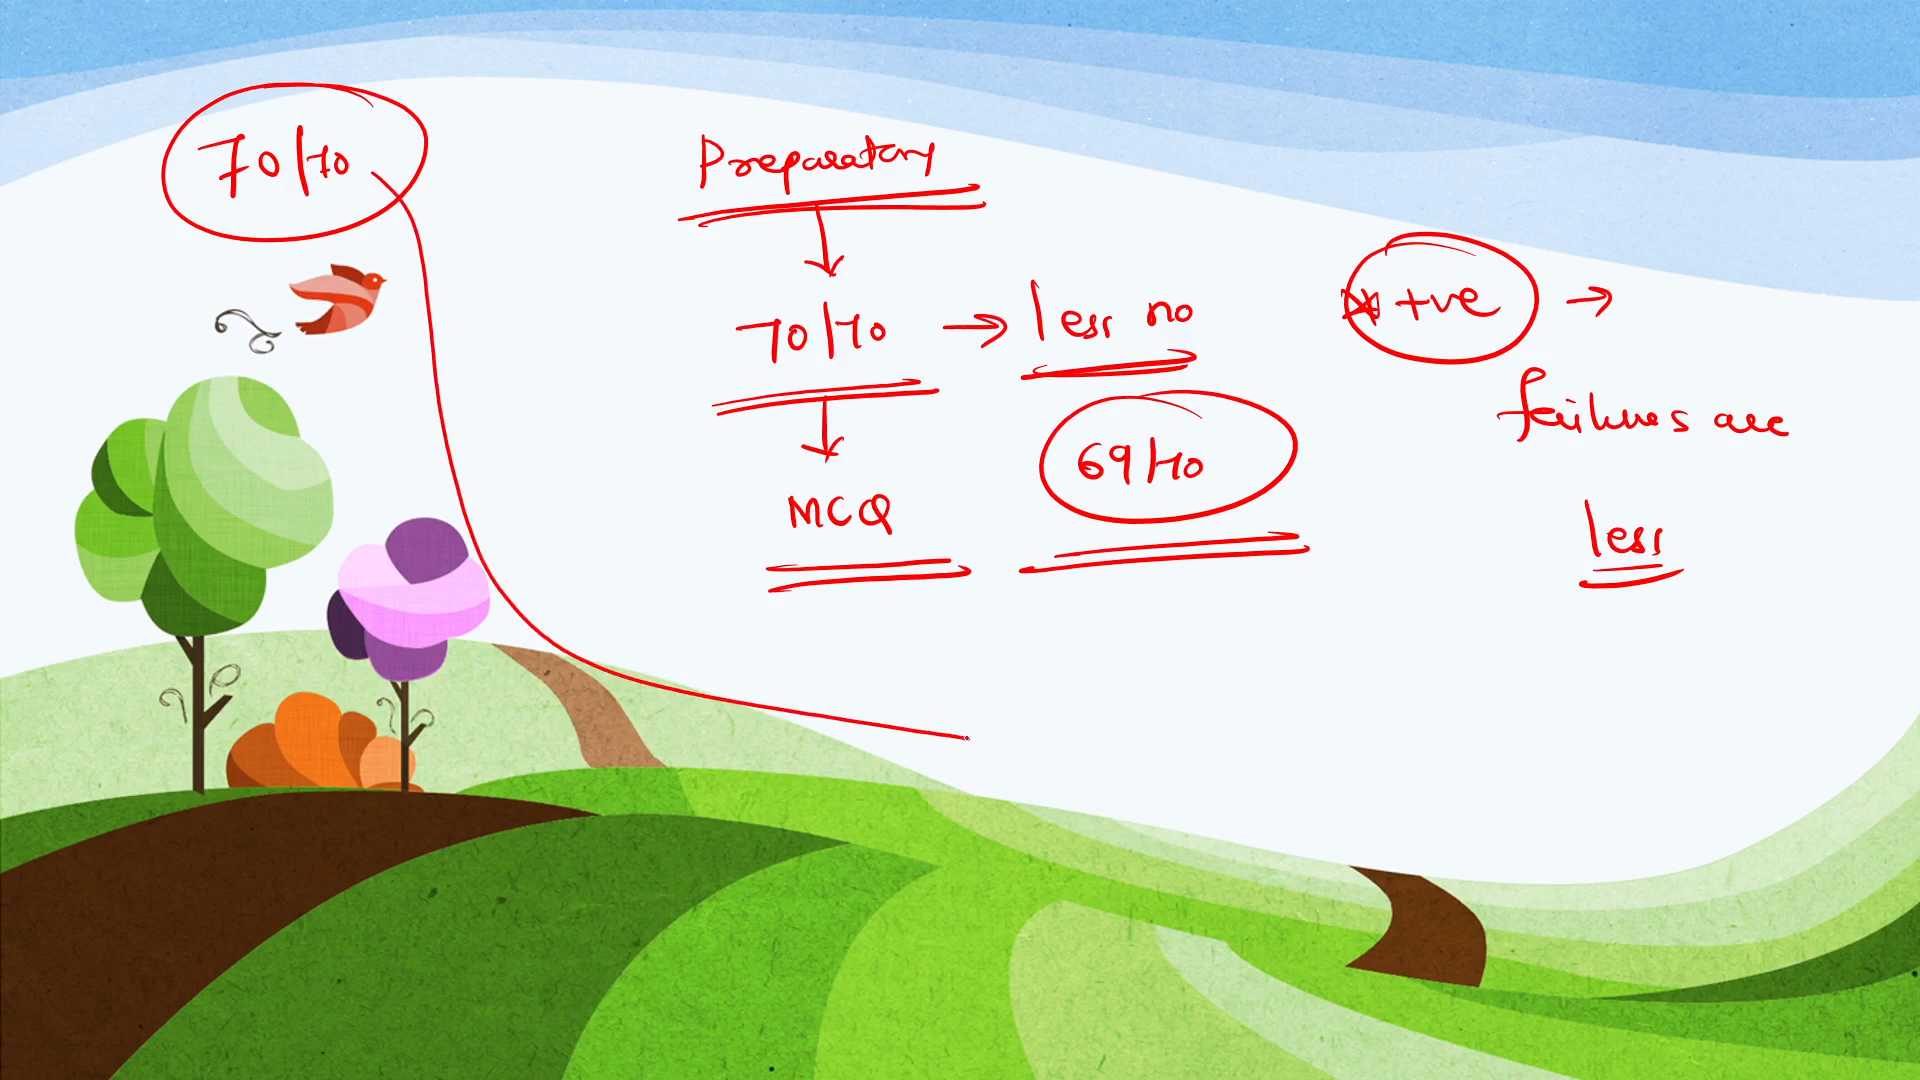 70/70
Preparatory
70/70 → less no
69/70
MCQ
+ve →
failures are
less